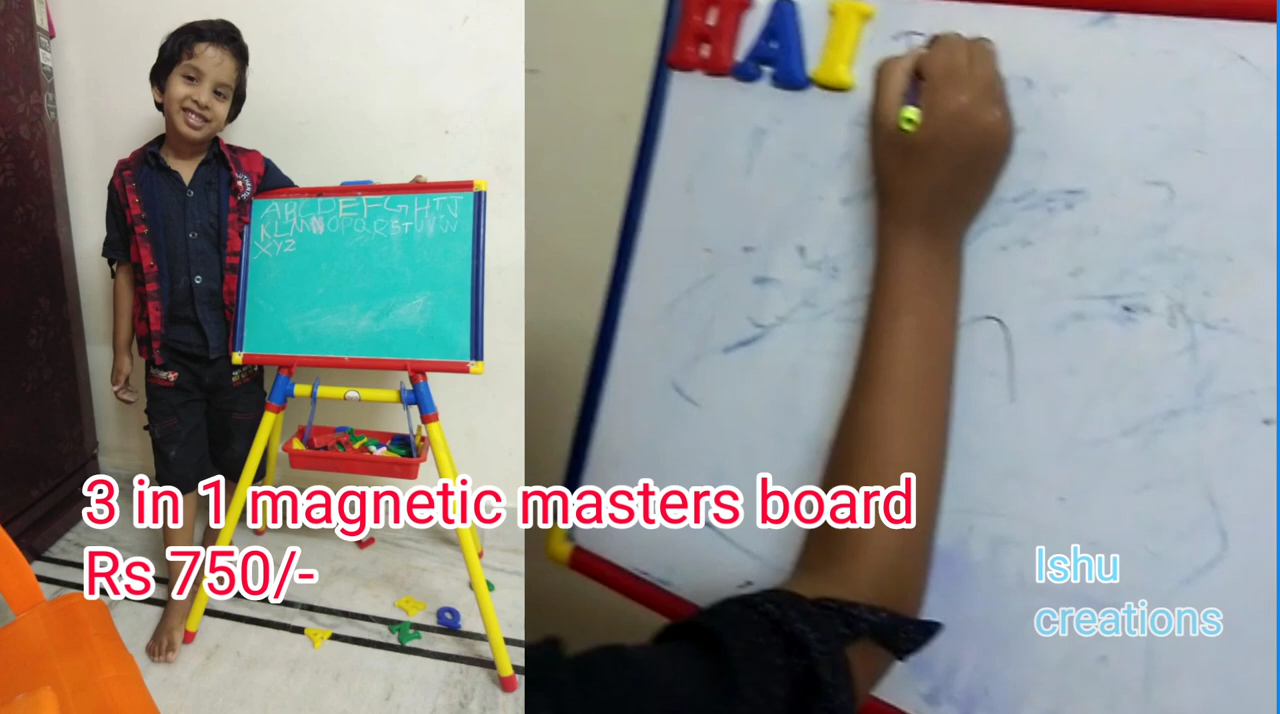 HAI
ABCDEFGHIJ
KLMNOPQRSTUVW
XYZ
3 in 1 magnetic masters board
Rs 750/-
Ishu
creations